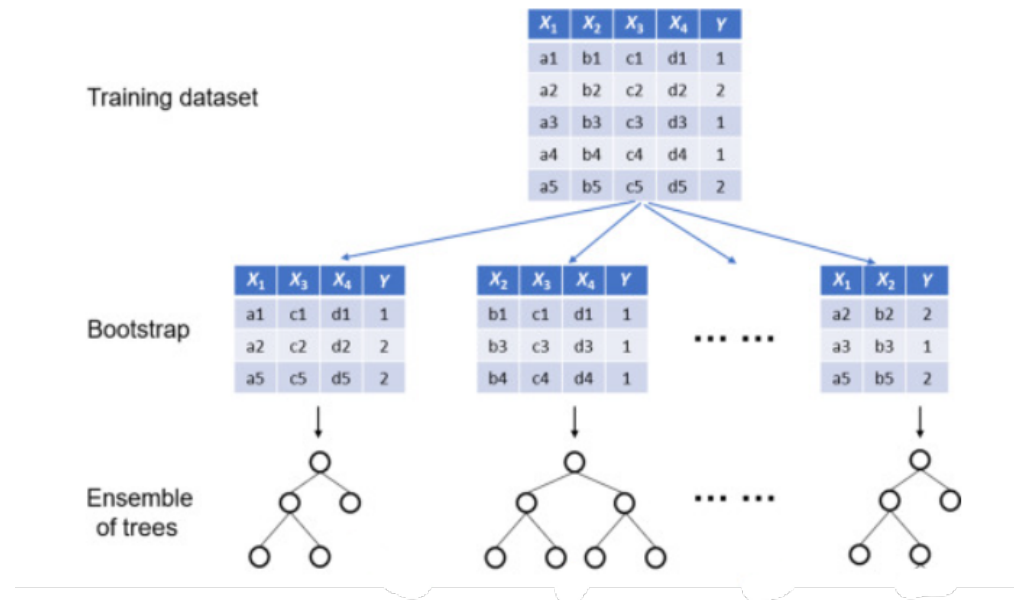 X1 X2 X3 X4 Y
a1 b1 c1 d1 1
a2 b2 c2 d2 2
Training dataset
a3 b3 c3 d3 1
a4 b4 c4 d4 1
a5 b5 c5 d5 2
X1 X3 X4 Y
a1 c1 d1 1
a2 c2 d2 2
a5 c5 d5 2
X2 X3 X4 Y
b1 c1 d1 1
b3 c3 d3 1
b4 c4 d4 1
X1 X2 Y
a2 b2 2
a3 b3 1
a5 b5 2
Bootstrap
... ...
Ensemble
of trees
... ...